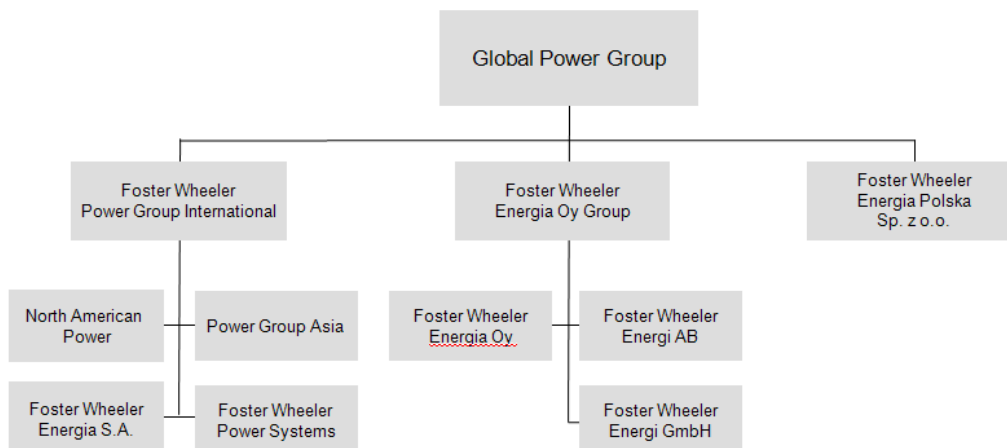 Global Power Group
Foster Wheeler
Power Group International
Foster Wheeler
Energia Oy Group
Foster Wheeler
Energia Polska
Sp. z o.o.
North American
Power
Power Group Asia
Foster Wheeler
Energia Oy
Foster Wheeler
Energi AB
Foster Wheeler
Energia S.A.
Foster Wheeler
Power Systems
Foster Wheeler
Energi GmbH